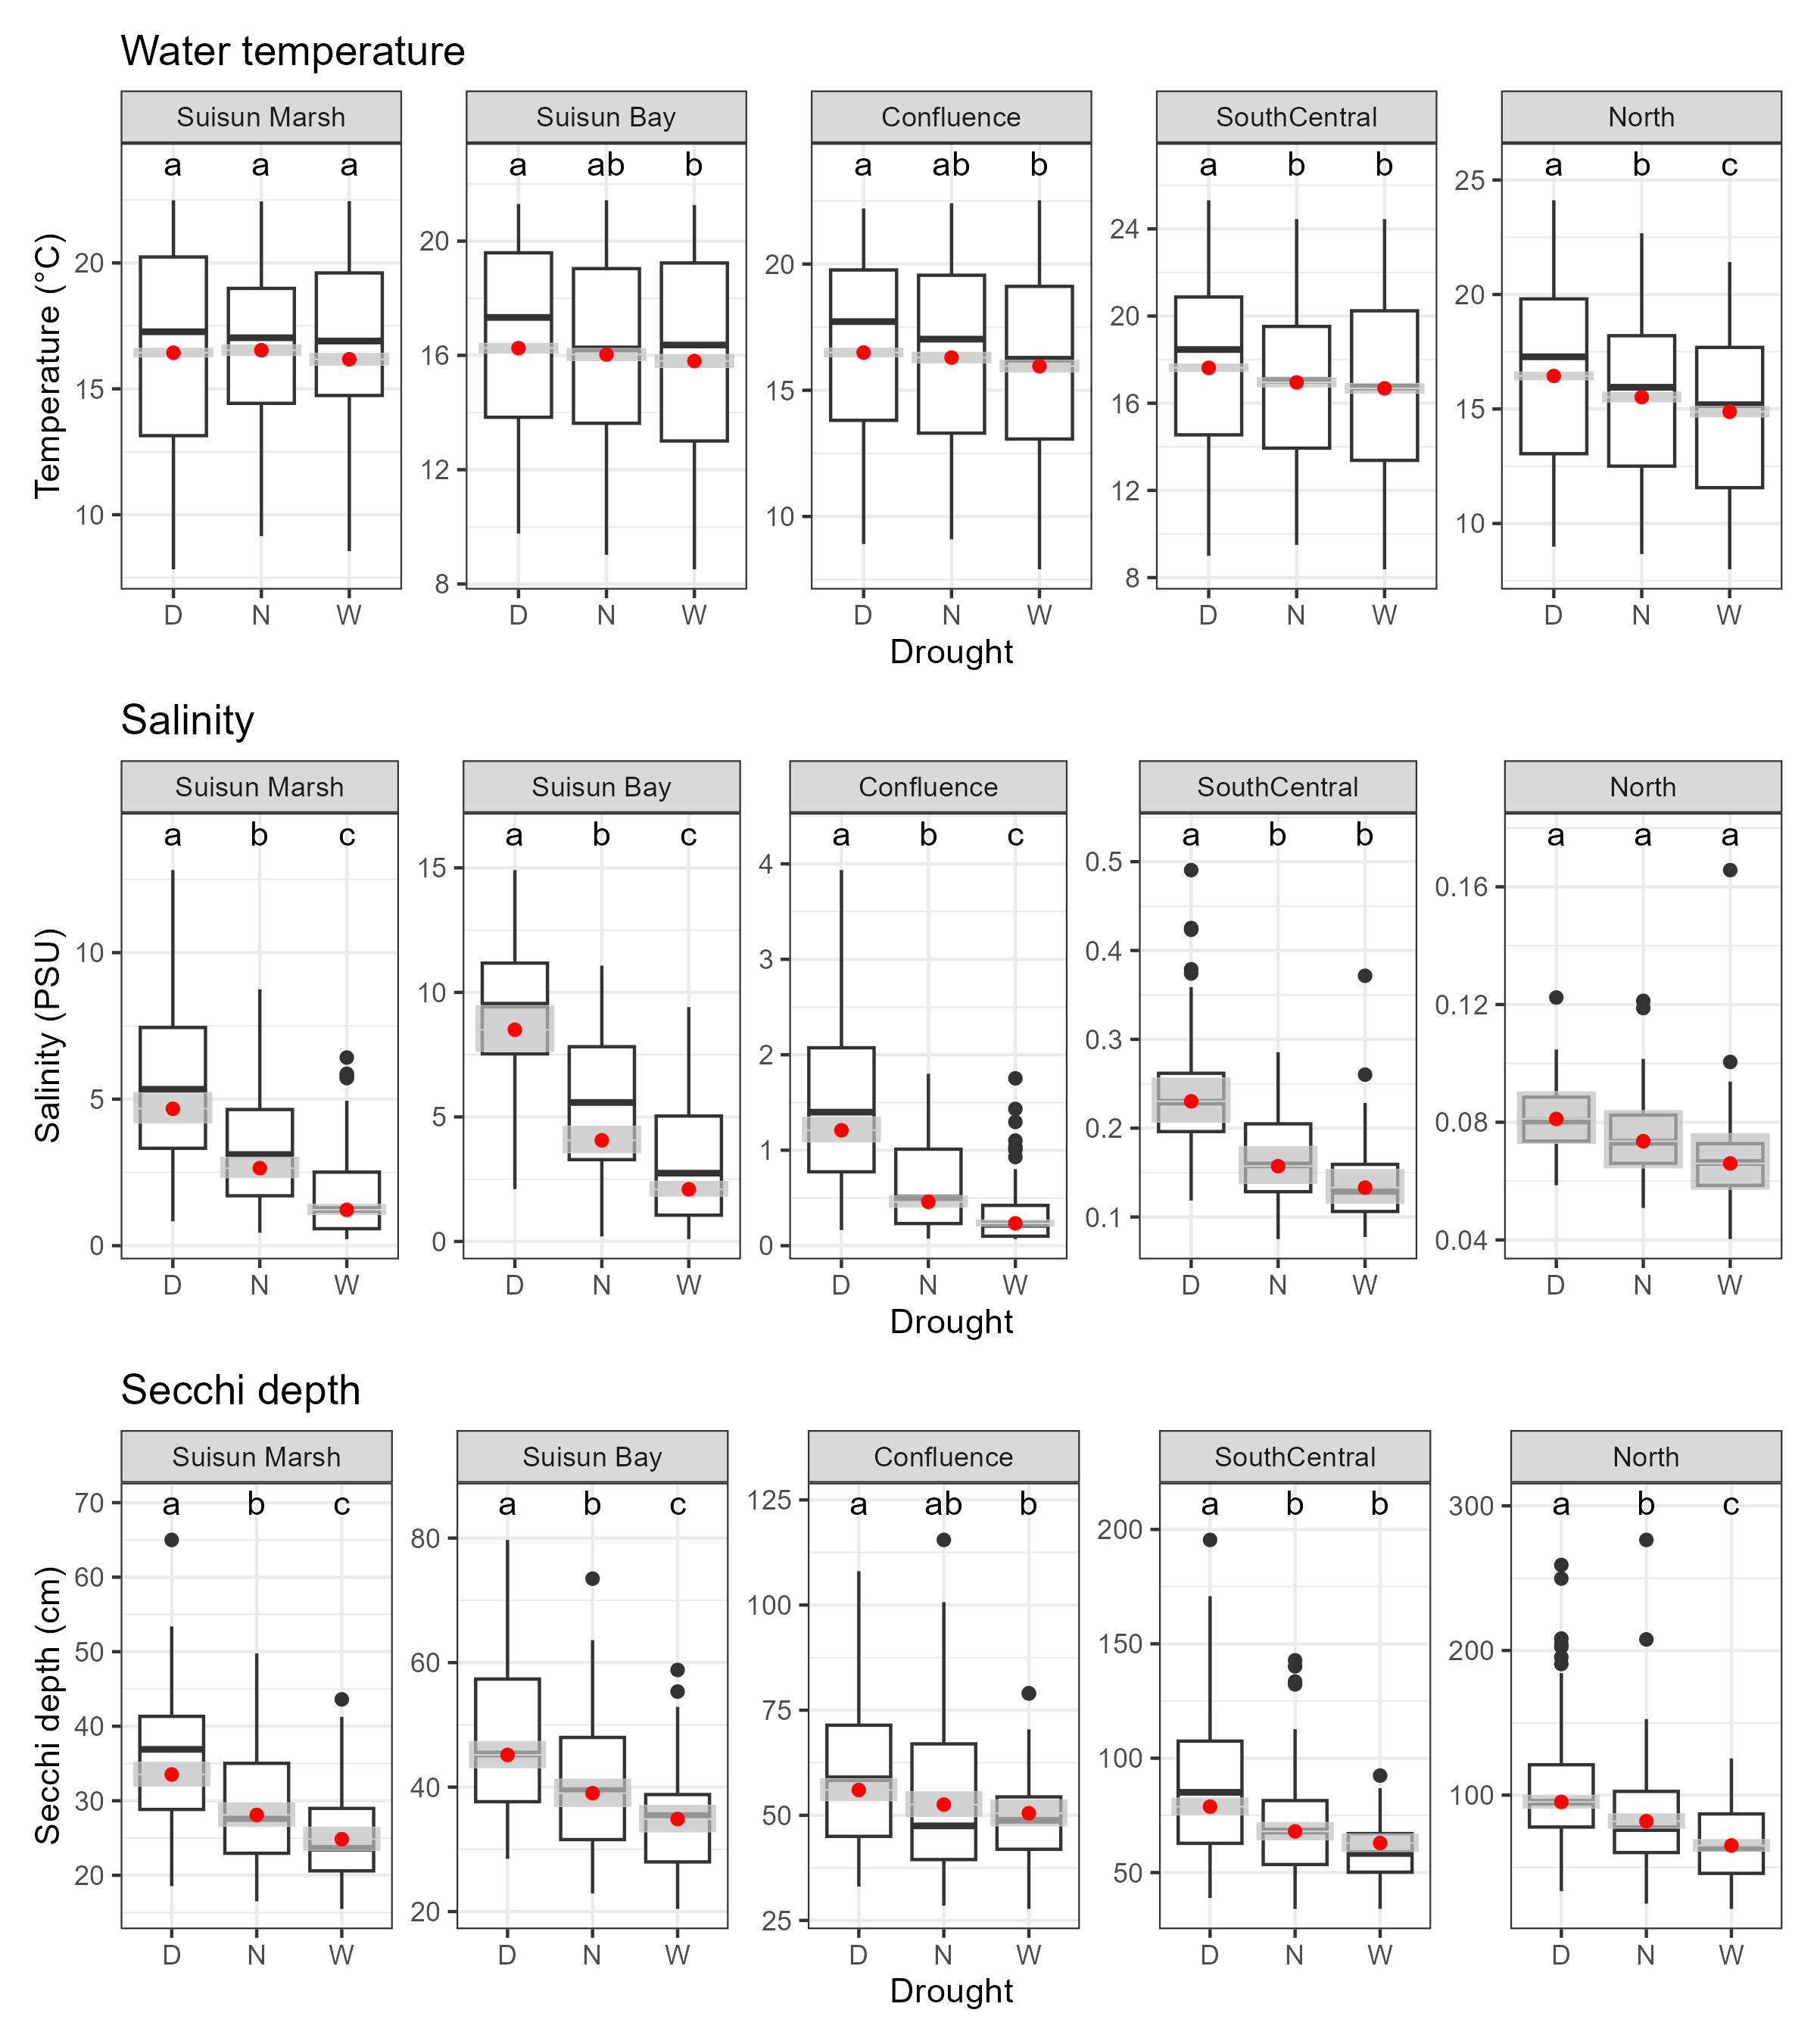 Water temperature
Suisun Marsh Suisun Bay Confluence SouthCentral North
a a a a ab b a ab b a b b a b c
Temperature (°C)
20 15 10
20 16 12 8
20 15 10
24 20 16 12 8
25 20 15 10
D N W D N W D N W D N W D N W
Drought
Salinity
Suisun Marsh Suisun Bay Confluence SouthCentral North
a b c a b c a b c a b b a a a
Salinity (PSU)
10 5 0
15 10 5 0
4 3 2 1 0
0.5 0.4 0.3 0.2 0.1
0.16 0.12 0.08 0.04
D N W D N W D N W D N W D N W
Drought
Secchi depth
Suisun Marsh Suisun Bay Confluence SouthCentral North
a b c a b c a ab b a b b a b c
Secchi depth (cm)
70 60 50 40 30 20
80 60 40 20
125 100 75 50 25
200 150 100 50
300 200 100
D N W D N W D N W D N W D N W
Drought